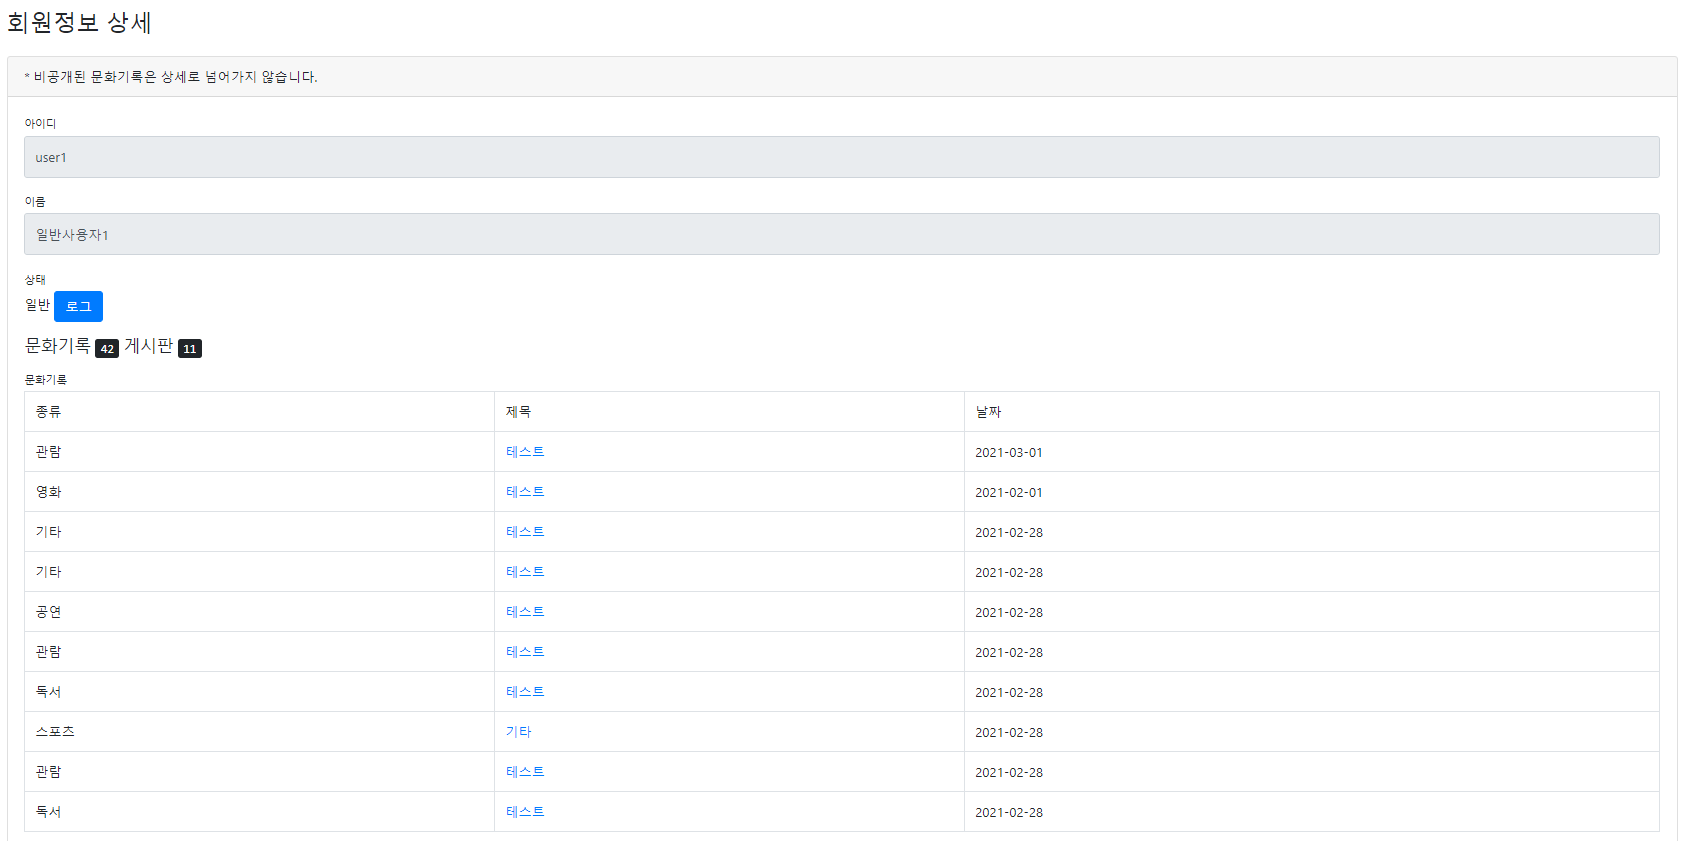 회원정보 상세
* 비공개된 문화기록은 상세로 넘어가지 않습니다.
아이디
user1
이름
일반사용자1
상태
일반 로그
문화기록 42 게시판 11
문화기록
종류 제목 날짜
관람 테스트 2021-03-01
영화 테스트 2021-02-01
기타 테스트 2021-02-28
기타 테스트 2021-02-28
공연 테스트 2021-02-28
관람 테스트 2021-02-28
독서 테스트 2021-02-28
스포츠 기타 2021-02-28
관람 테스트 2021-02-28
독서 테스트 2021-02-28